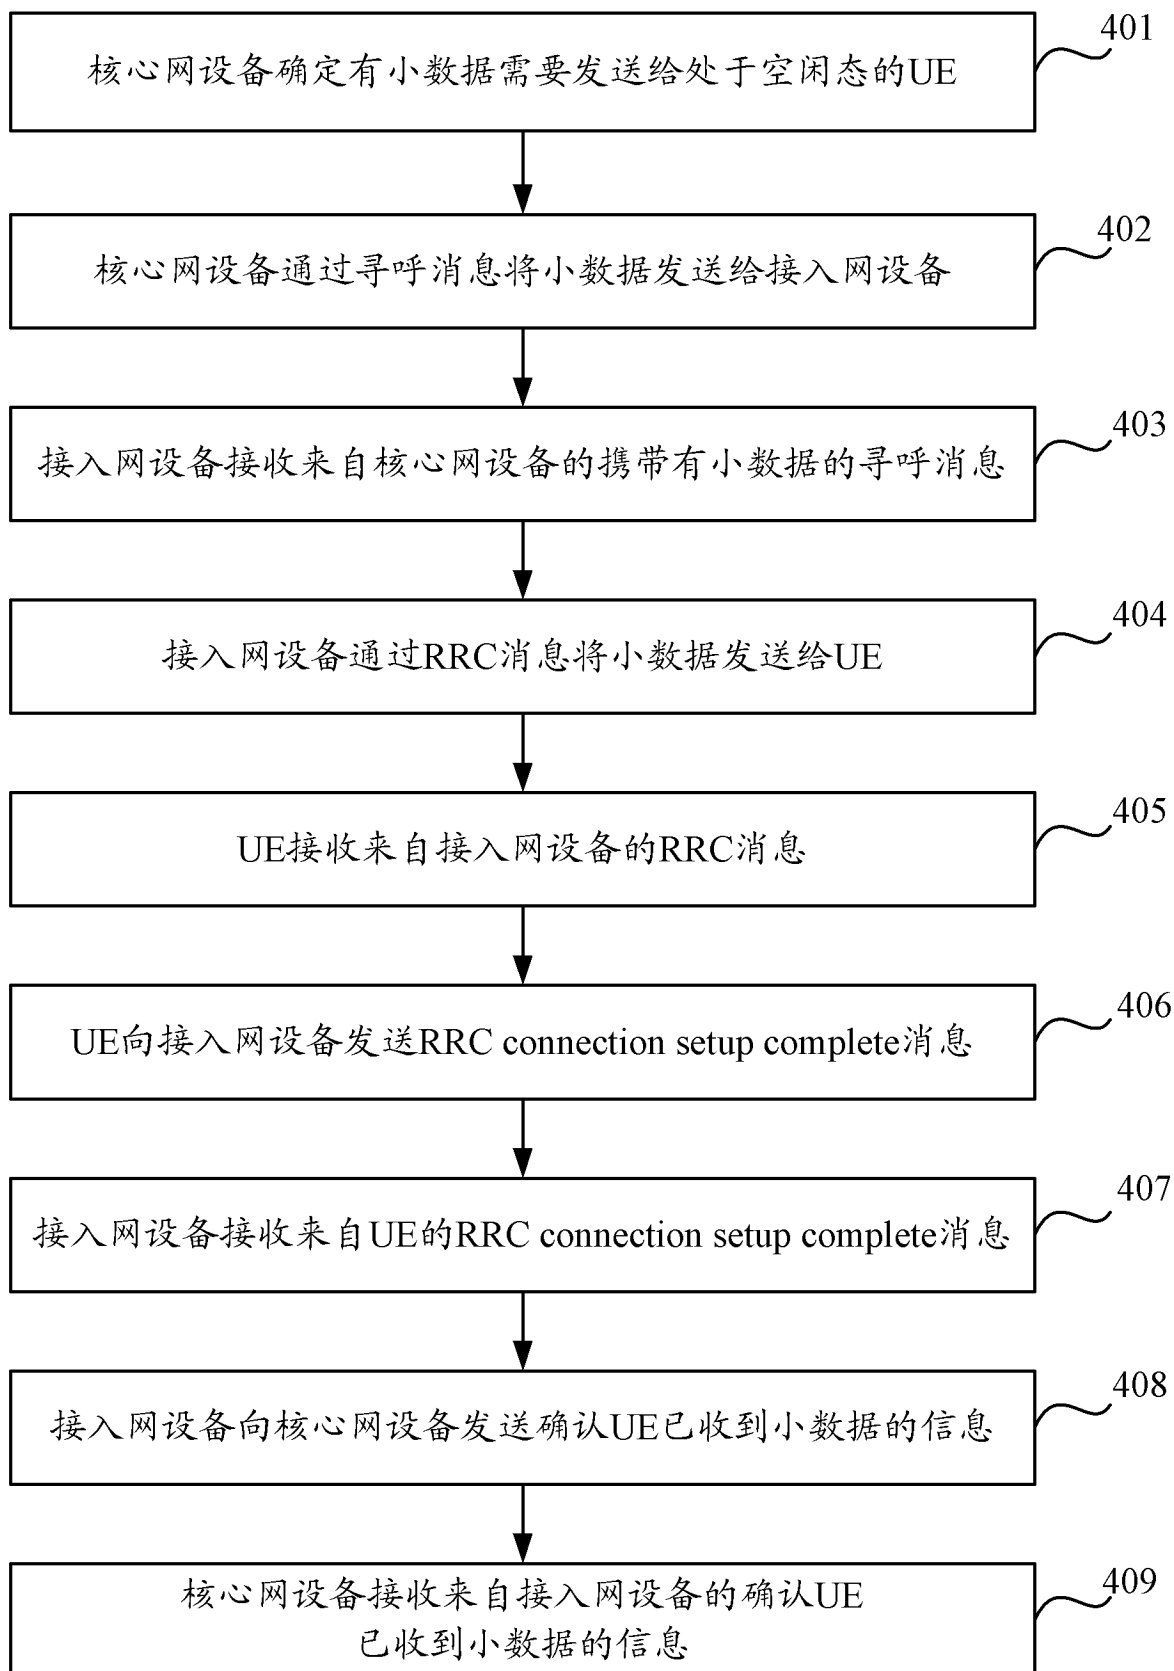 401
核心网设备确定有小数据需要发送给处于空闲态的UE
402
核心网设备通过寻呼消息将小数据发送给接入网设备
403
接入网设备接收来自核心网设备的携带有小数据的寻呼消息
404
接入网设备通过RRC消息将小数据发送给UE
405
UE接收来自接入网设备的RRC消息
406
UE向接入网设备发送RRC connection setup complete消息
407
接入网设备接收来自UE的RRC connection setup complete消息
408
接入网设备向核心网设备发送确认UE已收到小数据的信息
409
核心网设备接收来自接入网设备的确认UE
已收到小数据的信息